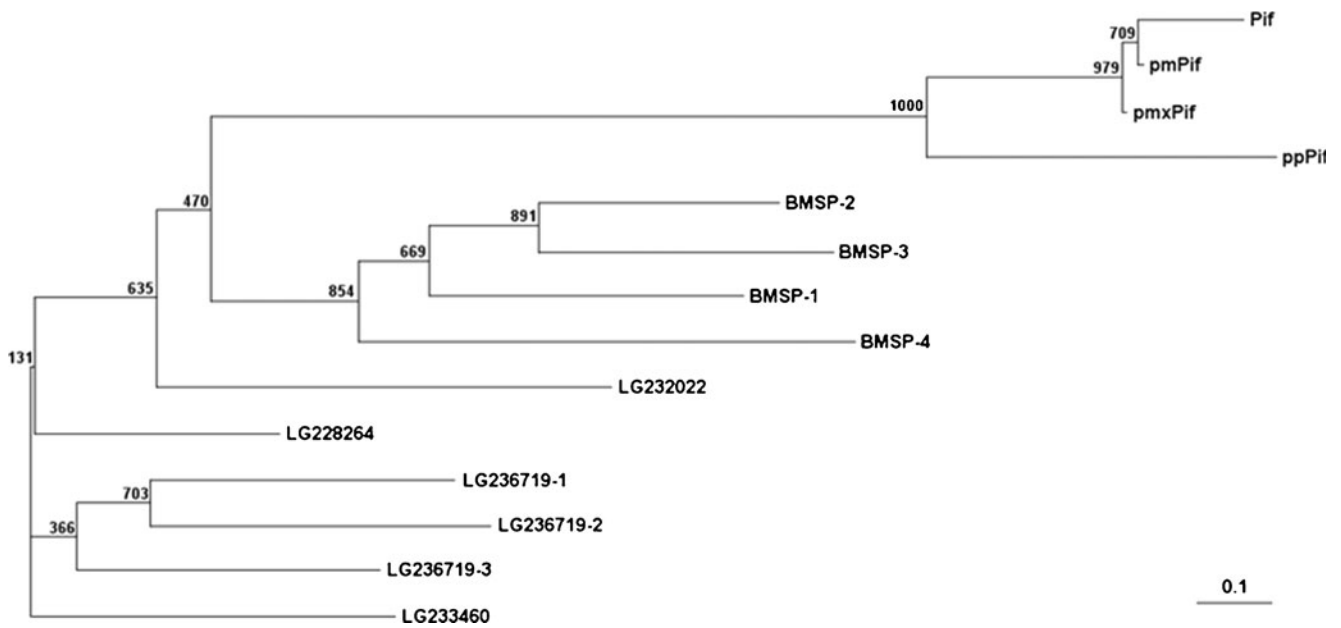 Pif
709
pmPif
979
1000
pmxPif
ppPif
470
BMSP-2
891
BMSP-3
669
635
854
BMSP-1
BMSP-4
131
LG232022
LG228264
LG236719-1
703
LG236719-2
366
LG236719-3
0.1
LG233460